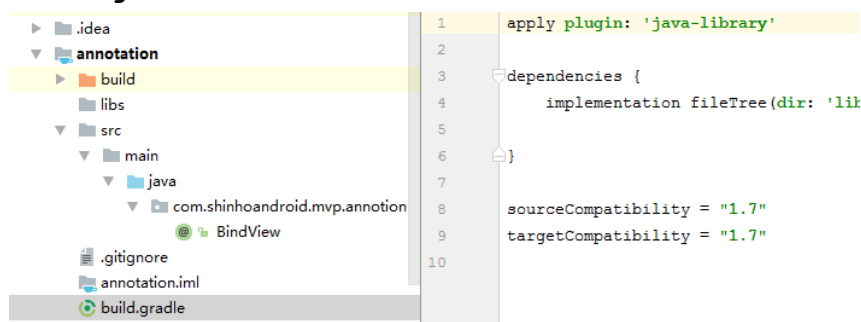 .idea
annotation
build
libs
src
main
java
com.shinhoandroid.mvp.annotion
@ BindView
.gitignore
annotation.iml
build.gradle
1 apply plugin: 'java-library'
2
3 dependencies {
4 implementation fileTree(dir: 'lib
5
6 }
7
8 sourceCompatibility = "1.7"
9 targetCompatibility = "1.7"
10